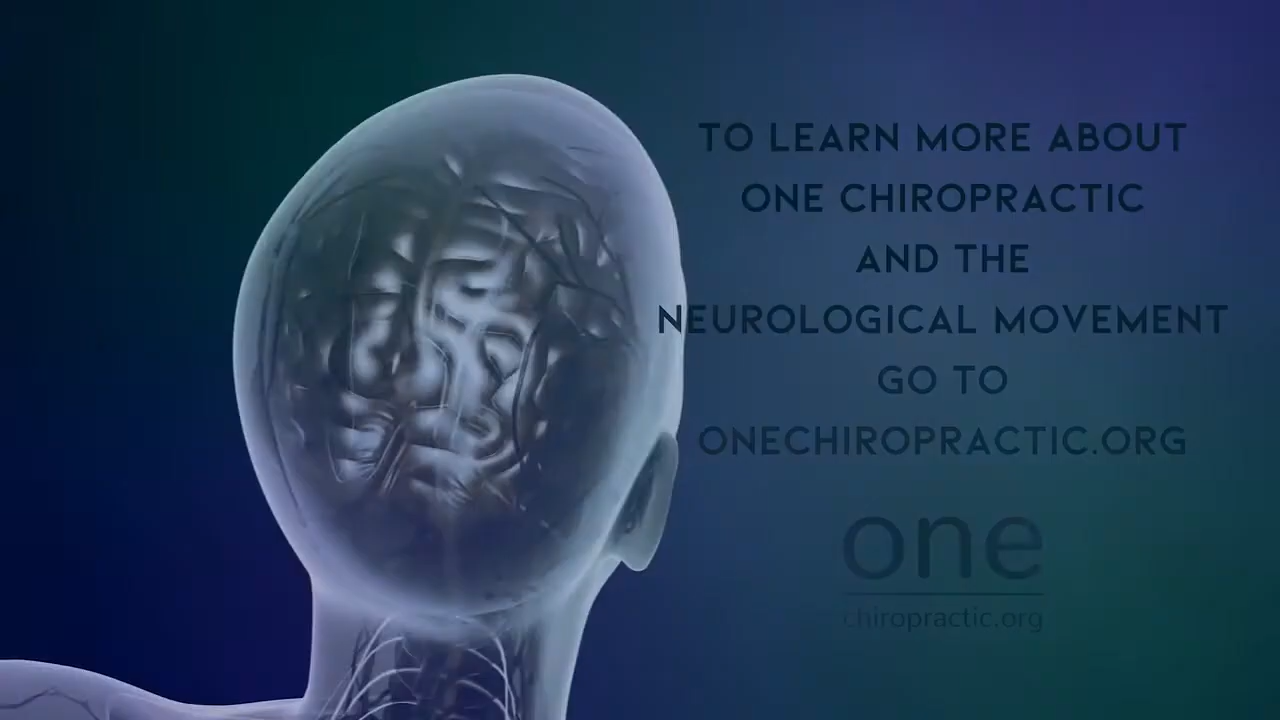 TO LEARN MORE ABOUT
ONE CHIROPRACTIC
AND THE
NEUROLOGICAL MOVEMENT
GO TO
ONECHIROPRACTIC.ORG
one
chiropractic.org